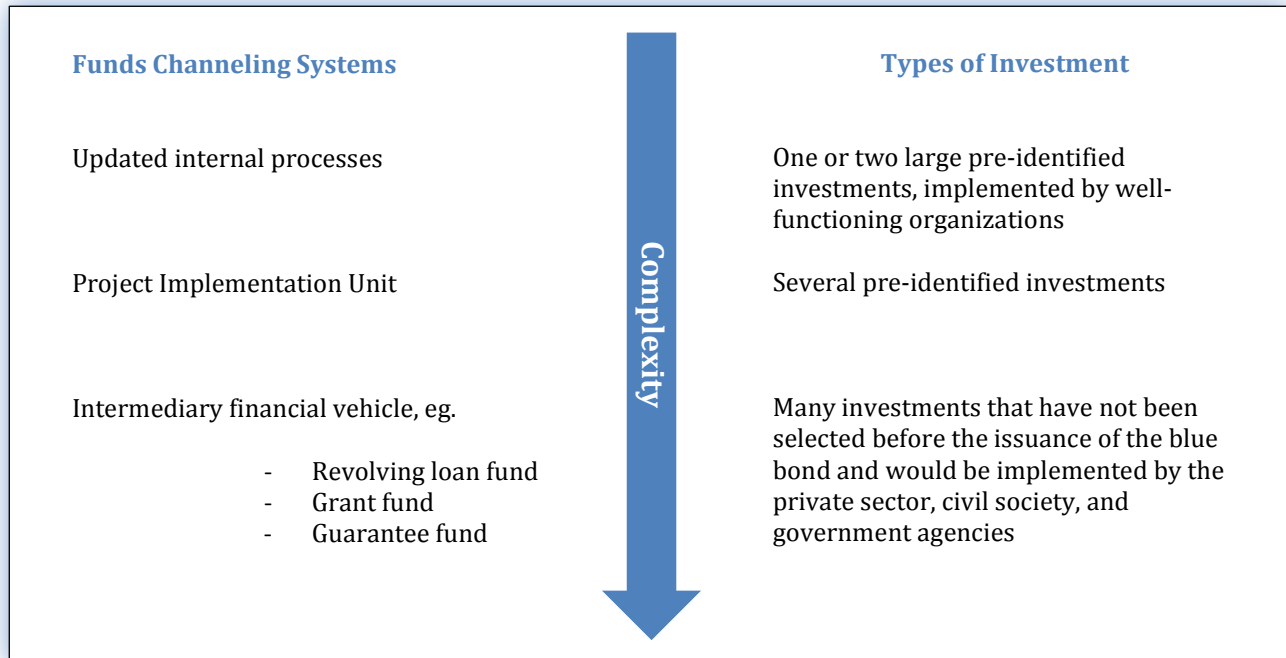 Funds Channeling Systems
Types of Investment
Updated internal processes
One or two large pre-identified
investments, implemented by well-
functioning organizations
Project Implementation Unit
Several pre-identified investments
Complexity
Intermediary financial vehicle, eg.
- Revolving loan fund
- Grant fund
- Guarantee fund
Many investments that have not been
selected before the issuance of the blue
bond and would be implemented by the
private sector, civil society, and
government agencies